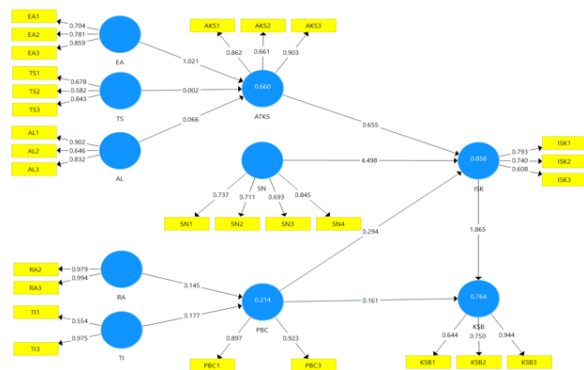 AKS1 AKS2 AKS3
0.862 0.661 0.903
EA1 0.704
EA2 0.781
EA3 0.859
EA
1.021
TS1 0.678
TS2 0.582
TS3 0.843
TS
0.002
0.660
ATKS
AL1 0.902
AL2 0.646
AL3 0.832
AL
0.066
0.655
SN
4.498
0.737 0.711 0.693 0.845
SN1 SN2 SN3 SN4
0.858
ISK
0.793 ISK1
0.740 ISK2
0.608 ISK3
0.294
1.865
RA2 0.979
RA3 0.994
RA
0.145
TI1 0.554
TI3 0.975
TI
0.177
0.214
PBC
0.161
0.897 0.923
PBC1 PBC3
0.764
KSB
0.644 0.750 0.944
KSB1 KSB2 KSB3